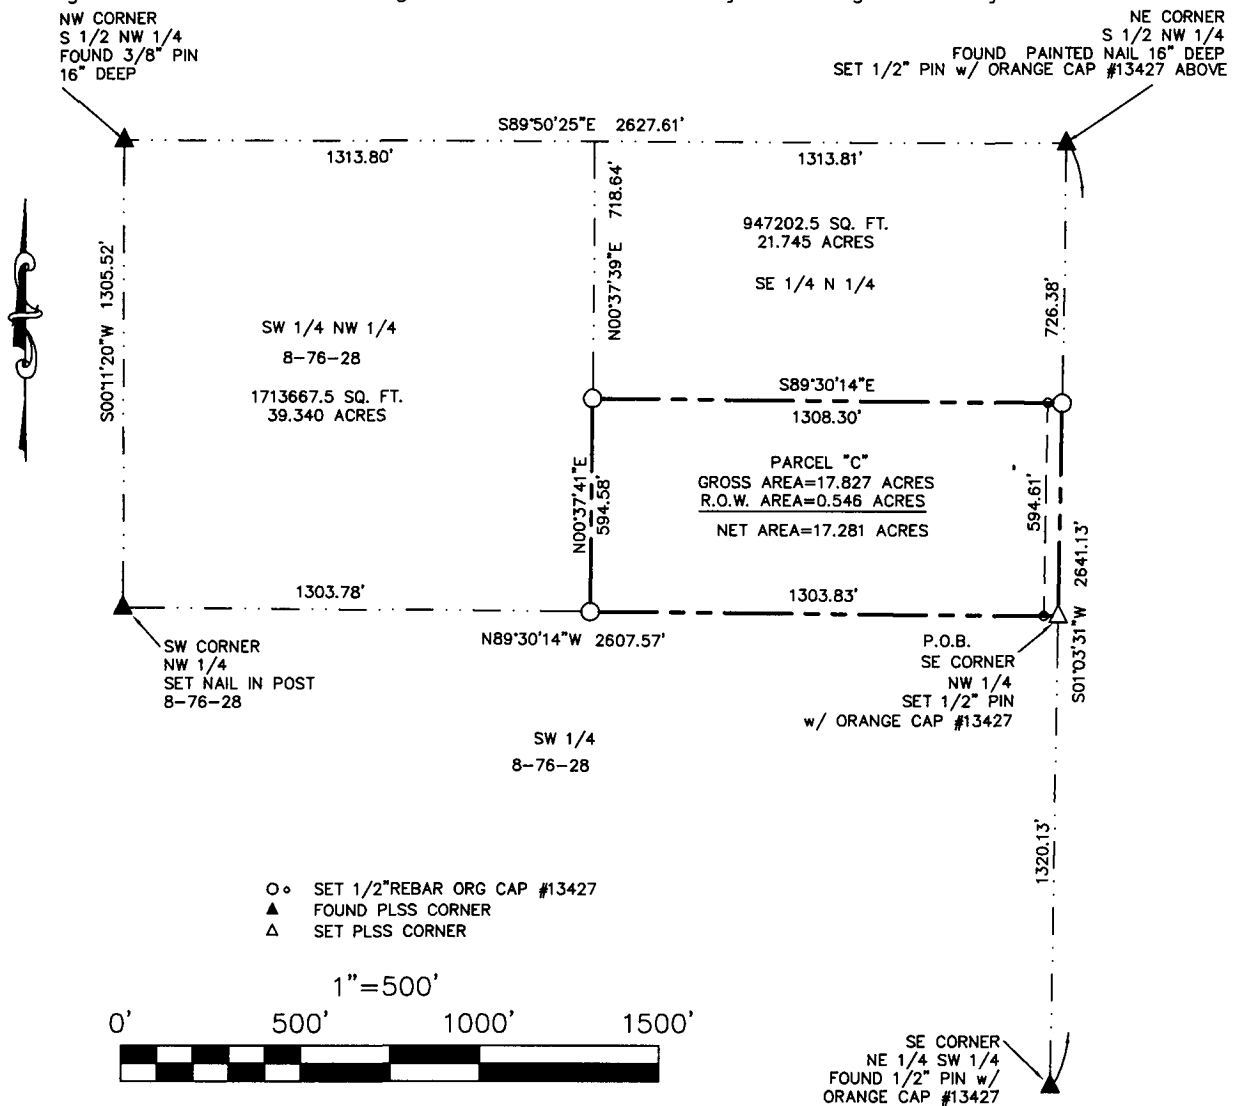 NW CORNER
S 1/2 NW 1/4
FOUND 3/8" PIN
16" DEEP
NE CORNER
S 1/2 NW 1/4
FOUND PAINTED NAIL 16" DEEP
SET 1/2" PIN w/ ORANGE CAP #13427 ABOVE
S89°50'25"E 2627.61'
1313.80'
1313.81'
S00°11'20"W 1305.52'
N00°37'39"E 718.64'
947202.5 SQ. FT.
21.745 ACRES
SE 1/4 N 1/4
726.38'
SW 1/4 NW 1/4
8-76-28
1713667.5 SQ. FT.
39.340 ACRES
S89°30'14"E
1308.30'
N00°37'41"E
594.58'
PARCEL "C"
GROSS AREA=17.827 ACRES
R.O.W. AREA=0.546 ACRES
NET AREA=17.281 ACRES
594.61'
S01°03'31"W 2641.13'
1303.78'
1303.83'
N89°30'14"W 2607.57'
SW CORNER
NW 1/4
SET NAIL IN POST
8-76-28
P.O.B.
SE CORNER
NW 1/4
SET 1/2" PIN
w/ ORANGE CAP #13427
SW 1/4
8-76-28
1320.13'
SET 1/2"REBAR ORG CAP #13427
FOUND PLSS CORNER
SET PLSS CORNER
1"=500'
0' 500' 1000' 1500'
SE CORNER
NE 1/4 SW 1/4
FOUND 1/2" PIN w/
ORANGE CAP #13427